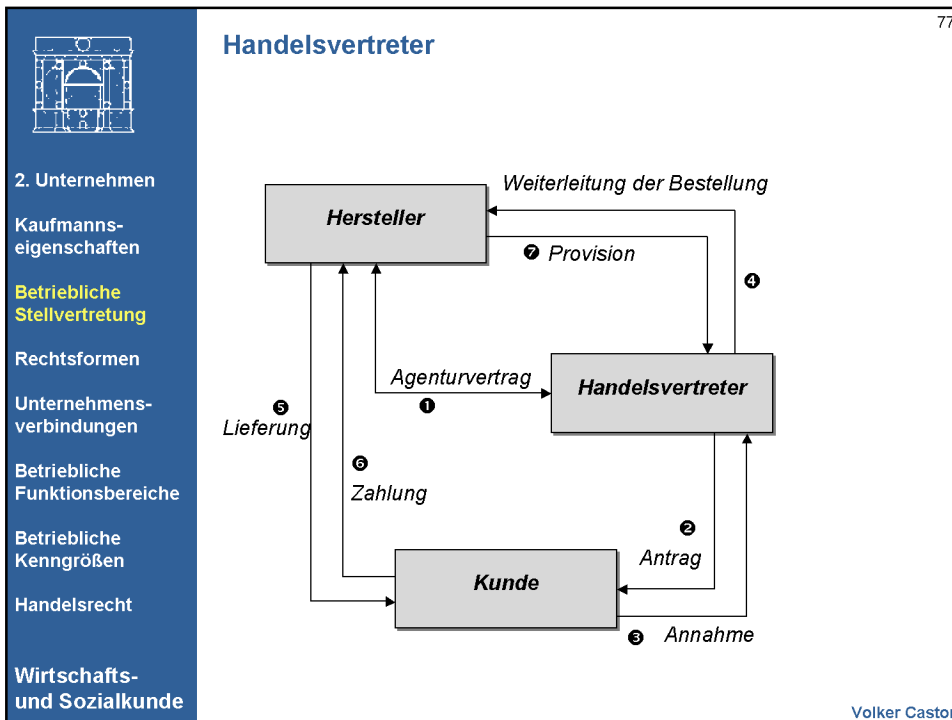 77
Handelsvertreter
2. Unternehmen
Kaufmanns-
eigenschaften
Betriebliche
Stellvertretung
Rechtsformen
Unternehmens-
verbindungen
Betriebliche
Funktionsbereiche
Betriebliche
Kenngrößen
Handelsrecht
Wirtschafts-
und Sozialkunde
Weiterleitung der Bestellung
Hersteller
❼ Provision
❹
Agenturvertrag
❶
Handelsvertreter
❺
Lieferung
❻
Zahlung
❷
Antrag
Kunde
❸ Annahme
Volker Castor